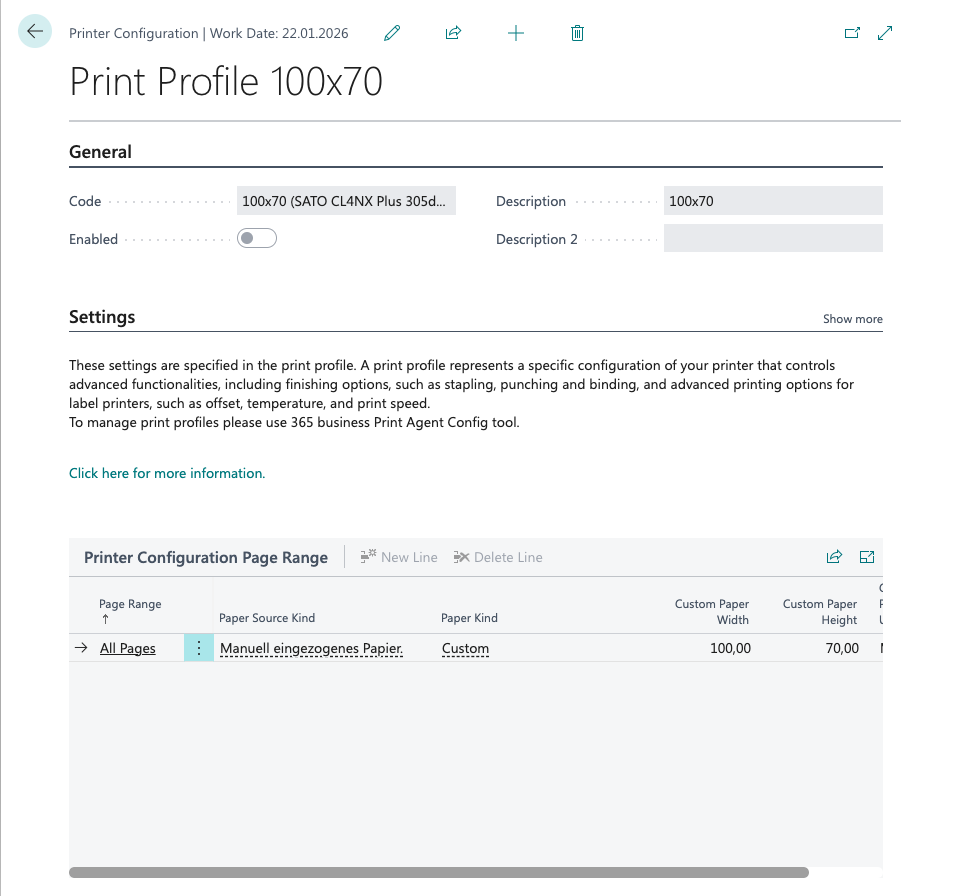 Printer Configuration | Work Date: 22.01.2026
Print Profile 100x70
General
Code
100x70 (SATO CL4NX Plus 305d...
Description
100x70
Enabled
Description 2
Settings
Show more
These settings are specified in the print profile. A print profile represents a specific configuration of your printer that controls
advanced functionalities, including finishing options, such as stapling, punching and binding, and advanced printing options for
label printers, such as offset, temperature, and print speed.
To manage print profiles please use 365 business Print Agent Config tool.
Click here for more information.
Printer Configuration Page Range
New Line
Delete Line
Page Range
Paper Source Kind
Paper Kind
Custom Paper
Width
Custom Paper
Height
All Pages
Manuell eingezogenes Papier.
Custom
100,00
70,00